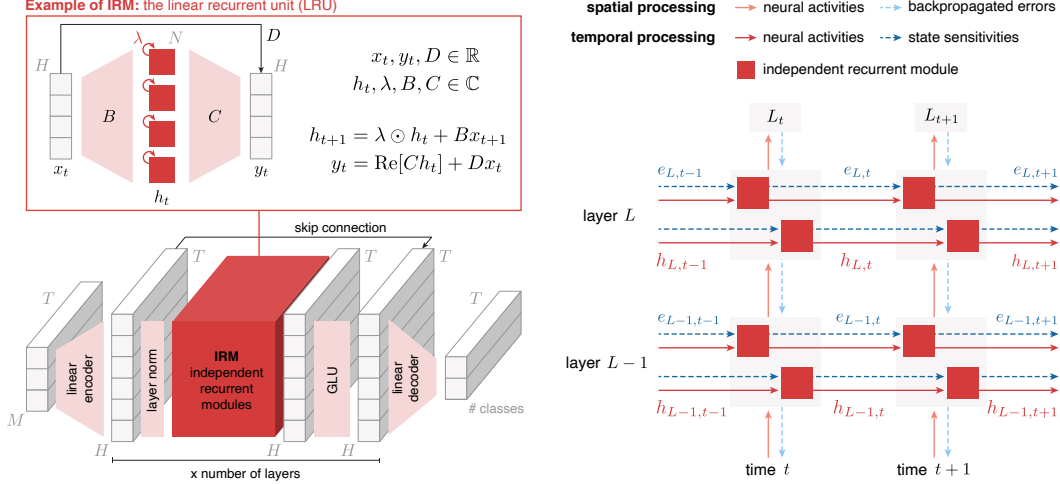 Example of IRM: the linear recurrent unit (LRU)
λ
N
D
H
H
B
C
x_t
h_t
y_t
x_t, y_t, D ∈ ℝ
h_t, λ, B, C ∈ ℂ
h_{t+1} = λ ⊙ h_t + Bx_{t+1}
y_t = Re[Ch_t] + Dx_t
skip connection
T
T
T
T
T
M
linear encoder
layer norm
IRM
independent
recurrent
modules
GLU
linear
decoder
# classes
H
H
H
x number of layers
spatial processing
neural activities
backpropagated errors
temporal processing
neural activities
state sensitivities
independent recurrent module
L_t
L_{t+1}
e_{L,t−1}
e_{L,t}
e_{L,t+1}
layer L
h_{L,t−1}
h_{L,t}
h_{L,t+1}
e_{L−1,t−1}
e_{L−1,t}
e_{L−1,t+1}
layer L − 1
h_{L−1,t−1}
h_{L−1,t}
h_{L−1,t+1}
time t
time t + 1